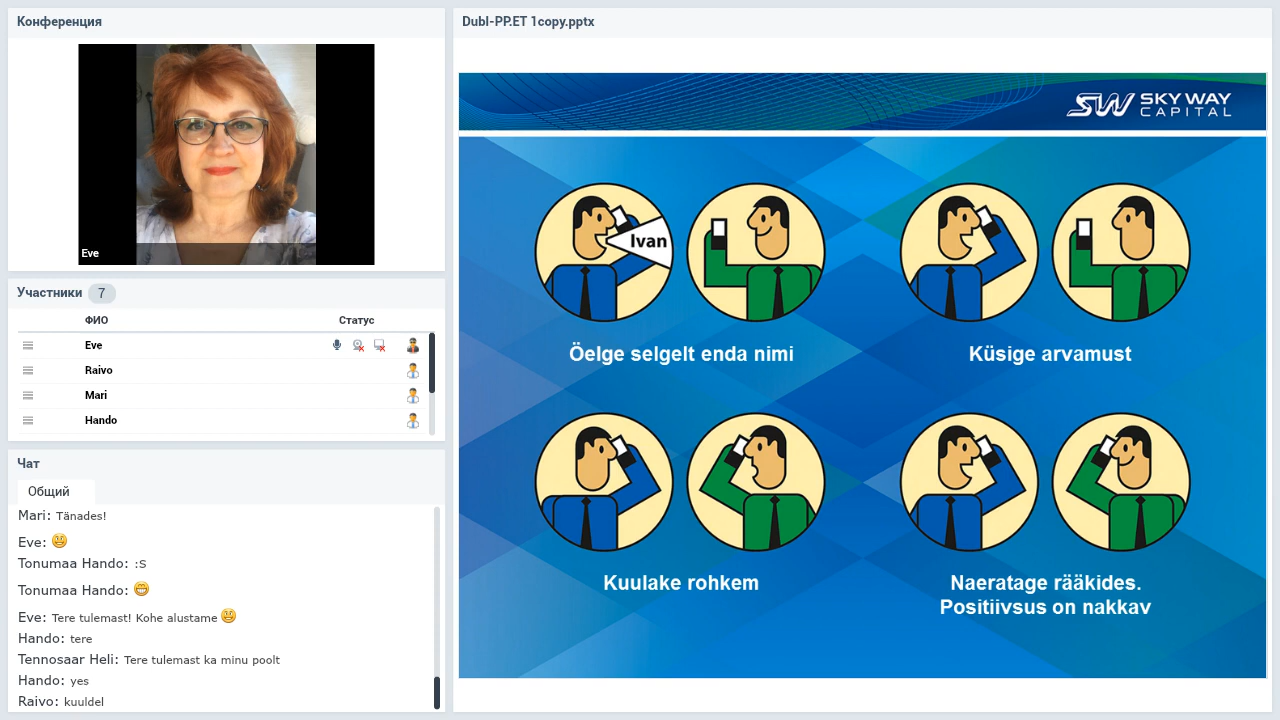 Конференция
Eve
Участники 7
ФИО Статус
Eve
Raivo
Mari
Hando
Чат
Общий
Mari: Tänades!
Eve:
Tonumaa Hando: :S
Tonumaa Hando:
Eve: Tere tulemast! Kohe alustame
Hando: tere
Tennosaar Heli: Tere tulemast ka minu poolt
Hando: yes
Raivo: kuuldel
Dubl-PP.ET 1copy.pptx
SW SKY WAY
CAPITAL
Ivan
Öelge selgelt enda nimi
Küsige arvamust
Kuulake rohkem
Naeratage rääkides.
Positiivsus on nakkav